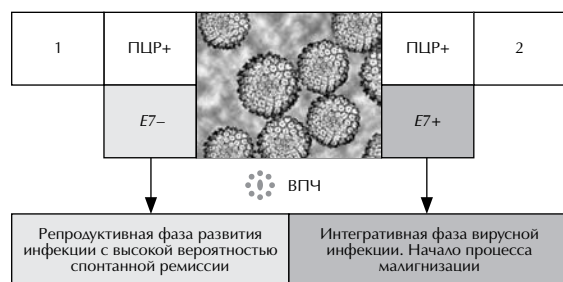 1
ПЦР+
ПЦР+
2
E7–
E7+
ВПЧ
Репродуктивная фаза развития
инфекции с высокой вероятностью
спонтанной ремиссии
Интегративная фаза вирусной
инфекции. Начало процесса
малигнизации